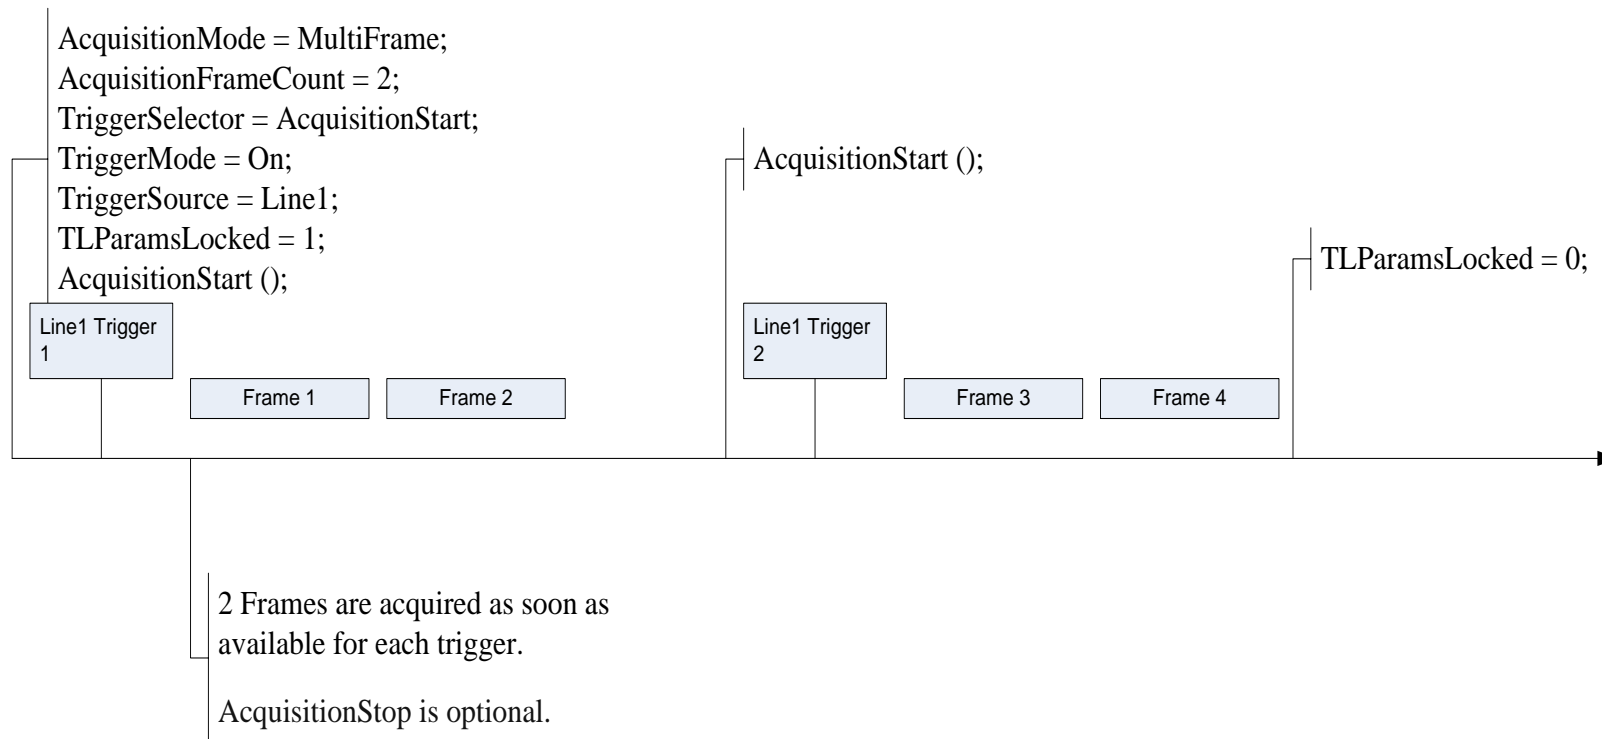 AcquisitionMode = MultiFrame;
AcquisitionFrameCount = 2;
TriggerSelector = AcquisitionStart;
TriggerMode = On;
TriggerSource = Line1;
TLParamsLocked = 1;
AcquisitionStart ();
AcquisitionStart ();
TLParamsLocked = 0;
Line1 Trigger
1
Frame 1
Frame 2
Line1 Trigger
2
Frame 3
Frame 4
2 Frames are acquired as soon as
available for each trigger.
AcquisitionStop is optional.